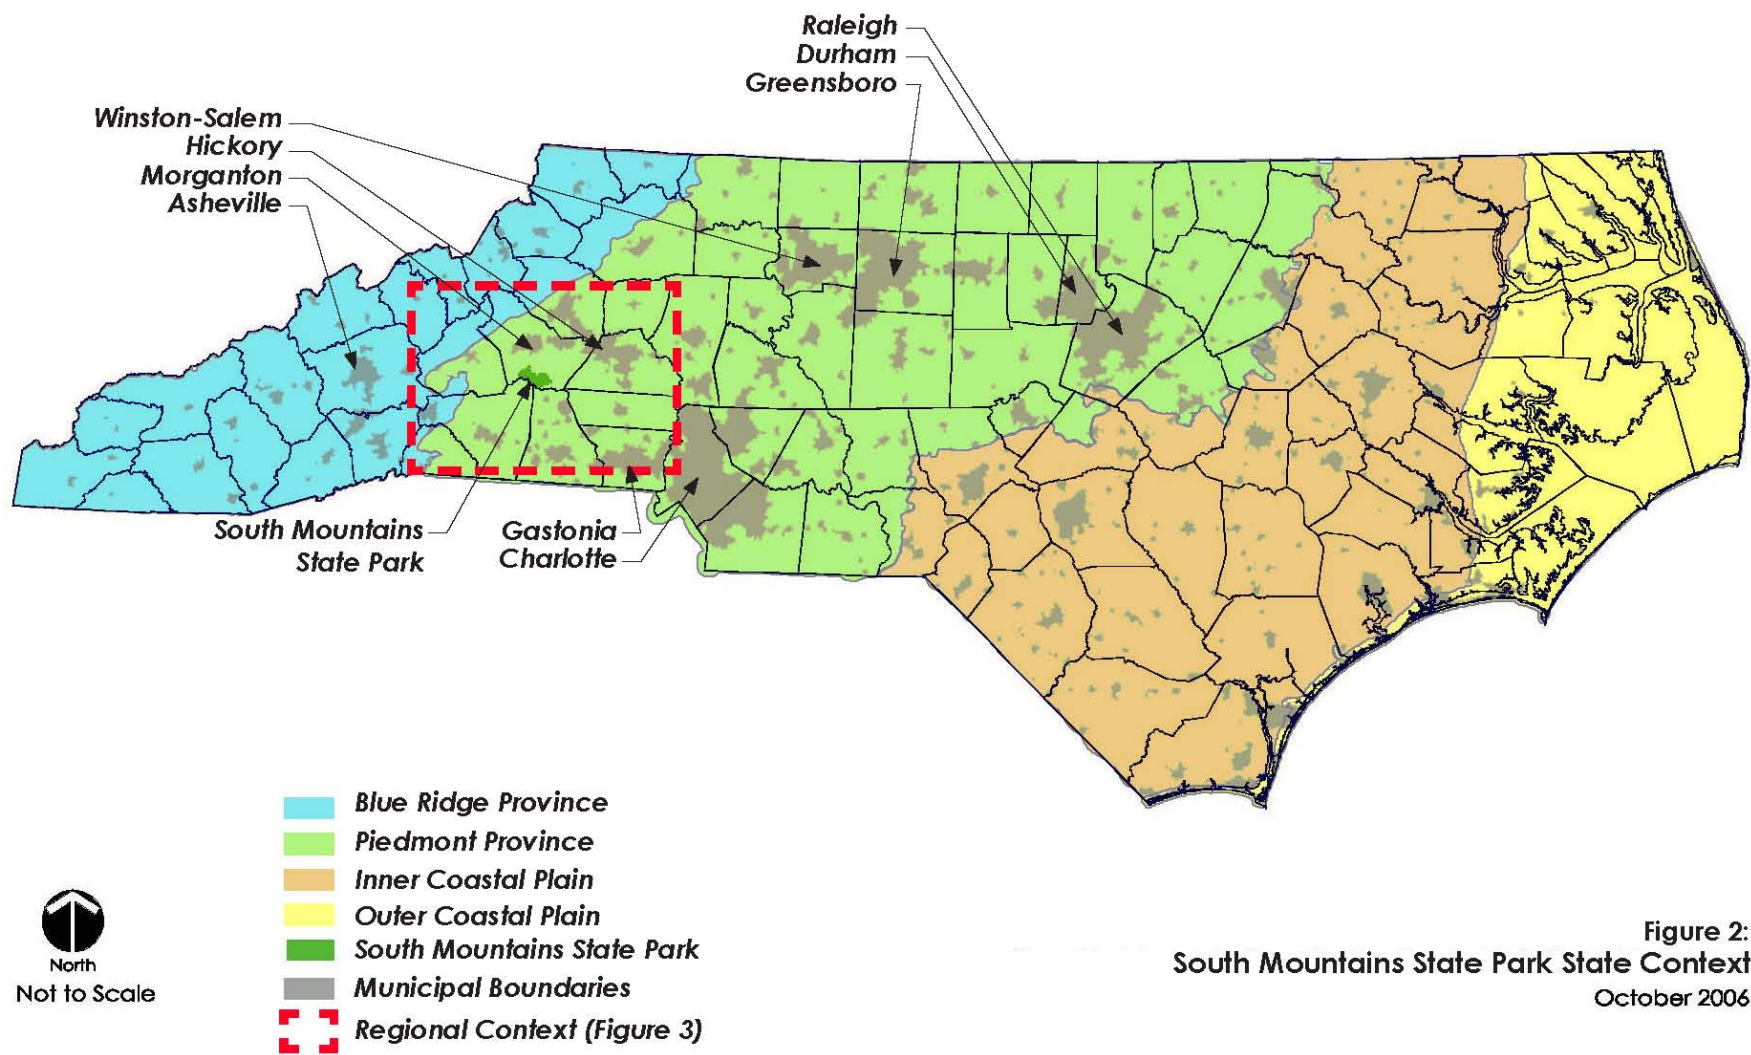 Raleigh
Durham
Greensboro
Winston-Salem
Hickory
Morganton
Asheville
South Mountains
State Park
Gastonia
Charlotte
Blue Ridge Province
Piedmont Province
Inner Coastal Plain
Outer Coastal Plain
South Mountains State Park
Municipal Boundaries
Regional Context (Figure 3)
North
Not to Scale
Figure 2:
South Mountains State Park State Context
October 2006